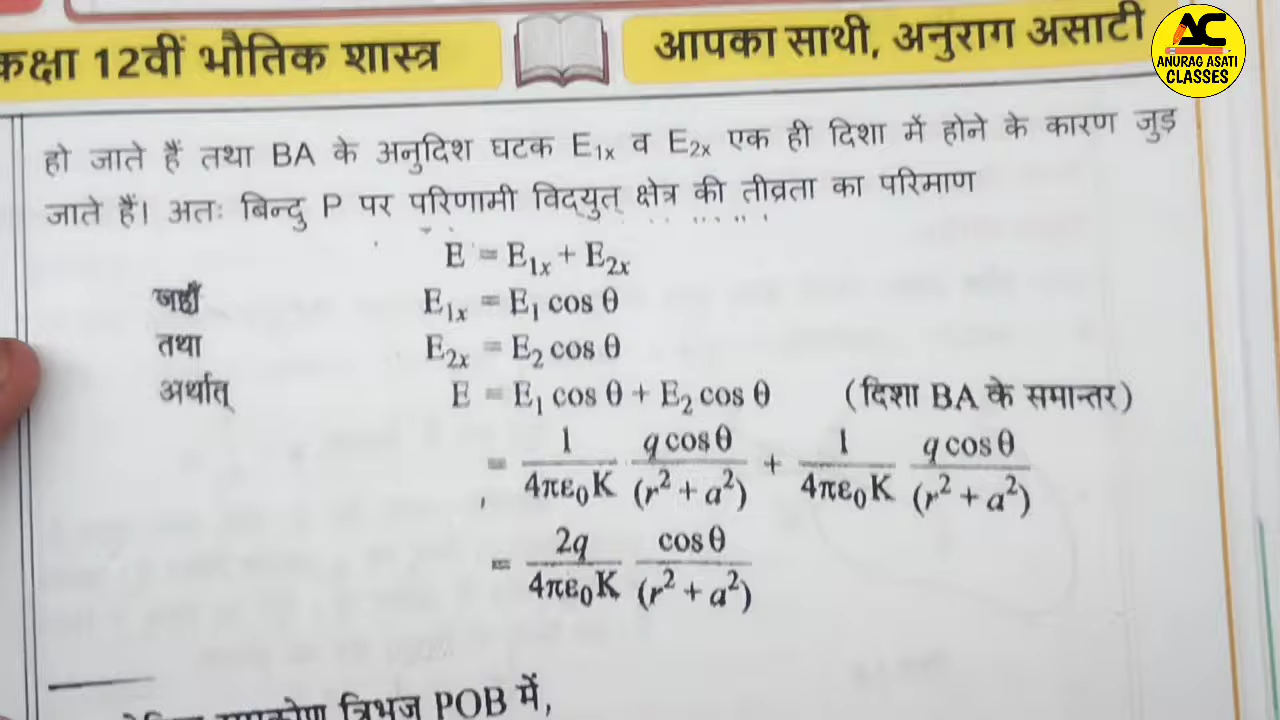 कक्षा 12वीं भौतिक शास्त्र
आपका साथी, अनुराग असाटी
AC
ANURAG ASATI
CLASSES
हो जाते हैं तथा BA के अनुदिश घटक E₁ₓ व E₂ₓ एक ही दिशा में होने के कारण जुड़
जाते हैं। अतः बिन्दु P पर परिणामी विद्युत् क्षेत्र की तीव्रता का परिमाण
E = E₁ₓ + E₂ₓ
जहाँ E₁ₓ = E₁ cos θ
तथा E₂ₓ = E₂ cos θ
अर्थात् E = E₁ cos θ + E₂ cos θ (दिशा BA के समान्तर)
= 1/4πε₀K q cos θ/(r² + a²) + 1/4πε₀K q cos θ/(r² + a²)
= 2q/4πε₀K cos θ/(r² + a²)
त्रिभुज POB में,